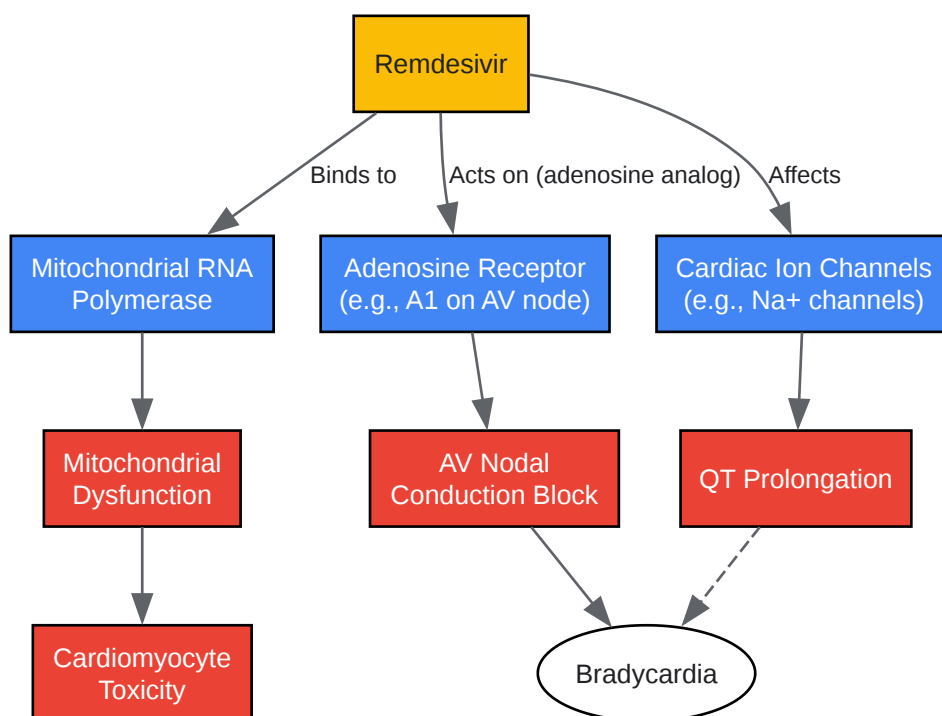 Remdesivir
Binds to
Acts on (adenosine analog)
Affects
Mitochondrial RNA
Polymerase
Adenosine Receptor
(e.g., A1 on AV node)
Cardiac Ion Channels
(e.g., Na+ channels)
Mitochondrial
Dysfunction
AV Nodal
Conduction Block
QT Prolongation
Cardiomyocyte
Toxicity
Bradycardia